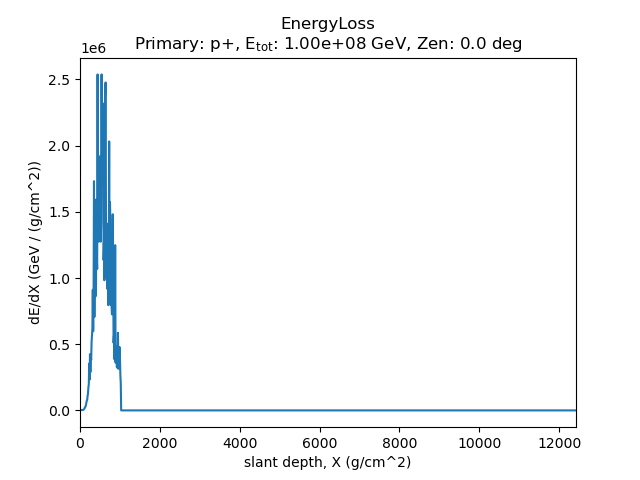 EnergyLoss
Primary: p+, E_tot: 1.00e+08 GeV, Zen: 0.0 deg
1e6
2.5
2.0
1.5
1.0
0.5
0.0
dE/dX (GeV / (g/cm^2))
0 2000 4000 6000 8000 10000 12000
slant depth, X (g/cm^2)